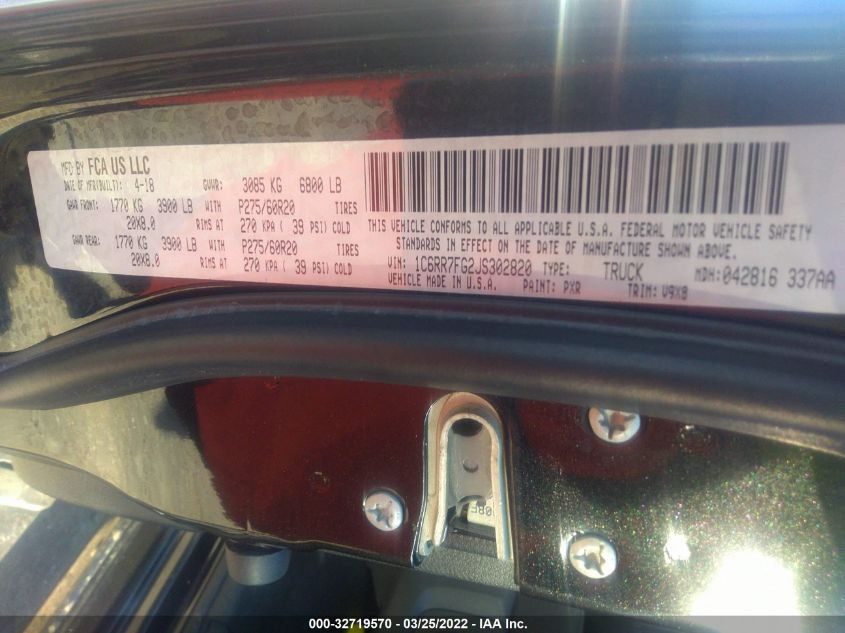 MFD BY FCA US LLC
DATE OF MFR(BUILT): 4-18 GVWR: 3085 KG 6800 LB
GAWR FRONT: 1770 KG 3900 LB WITH P275/60R20 TIRES
20X8.0 RIMS AT 270 KPA ( 39 PSI) COLD
GAWR REAR: 1770 KG 3900 LB WITH P275/60R20 TIRES
20X8.0 RIMS AT 270 KPA ( 39 PSI) COLD
THIS VEHICLE CONFORMS TO ALL APPLICABLE U.S.A. FEDERAL MOTOR VEHICLE SAFETY
STANDARDS IN EFFECT ON THE DATE OF MANUFACTURE SHOWN ABOVE.
VIN: 1C6RR7FG2JS302820 TYPE: TRUCK MDH:042816 337AA
VEHICLE MADE IN U.S.A. PAINT: PXR TRIM: V9X8
000-32719570 / 03/25/2022 - IAA Inc.